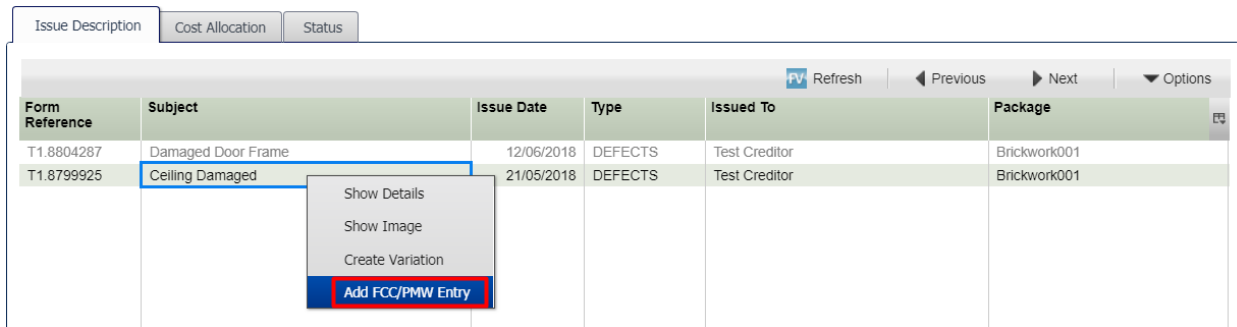 Issue Description Cost Allocation Status
FV Refresh Previous Next Options
Form Reference Subject Issue Date Type Issued To Package
T1.8804287 Damaged Door Frame 12/06/2018 DEFECTS Test Creditor Brickwork001
T1.8799925 Ceiling Damaged 21/05/2018 DEFECTS Test Creditor Brickwork001
Show Details
Show Image
Create Variation
Add FCC/PMW Entry